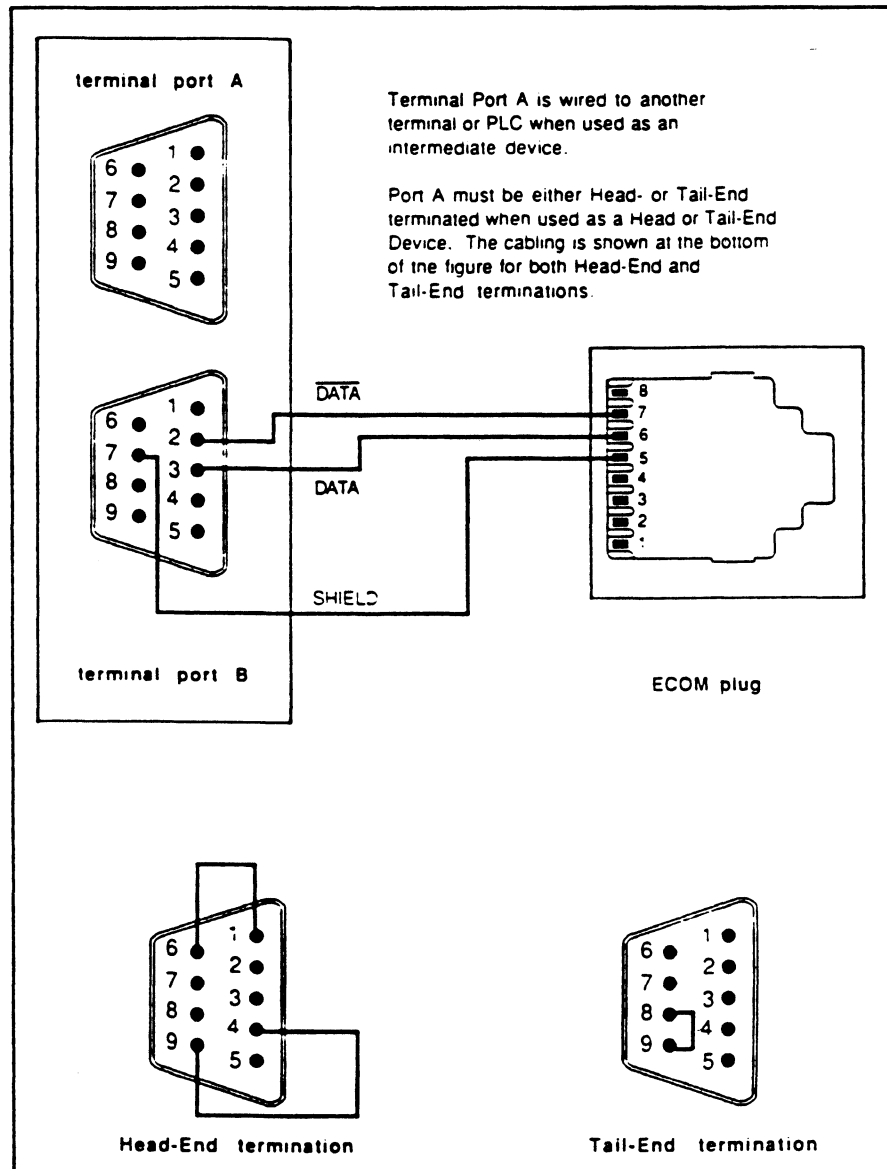 terminal port A
1
2
3
4
5
6
7
8
9
Terminal Port A is wired to another
terminal or PLC when used as an
intermediate device.
Port A must be either Head- or Tail-End
terminated when used as a Head or Tail-End
Device. The cabling is shown at the bottom
of the figure for both Head-End and
Tail-End terminations.
1
2
3
4
5
6
7
8
9
DATA
DATA
SHIELD
terminal port B
8
7
6
5
4
3
2
1
ECOM plug
1
2
3
4
5
6
7
8
9
Head-End termination
1
2
3
4
5
6
7
8
9
Tail-End termination